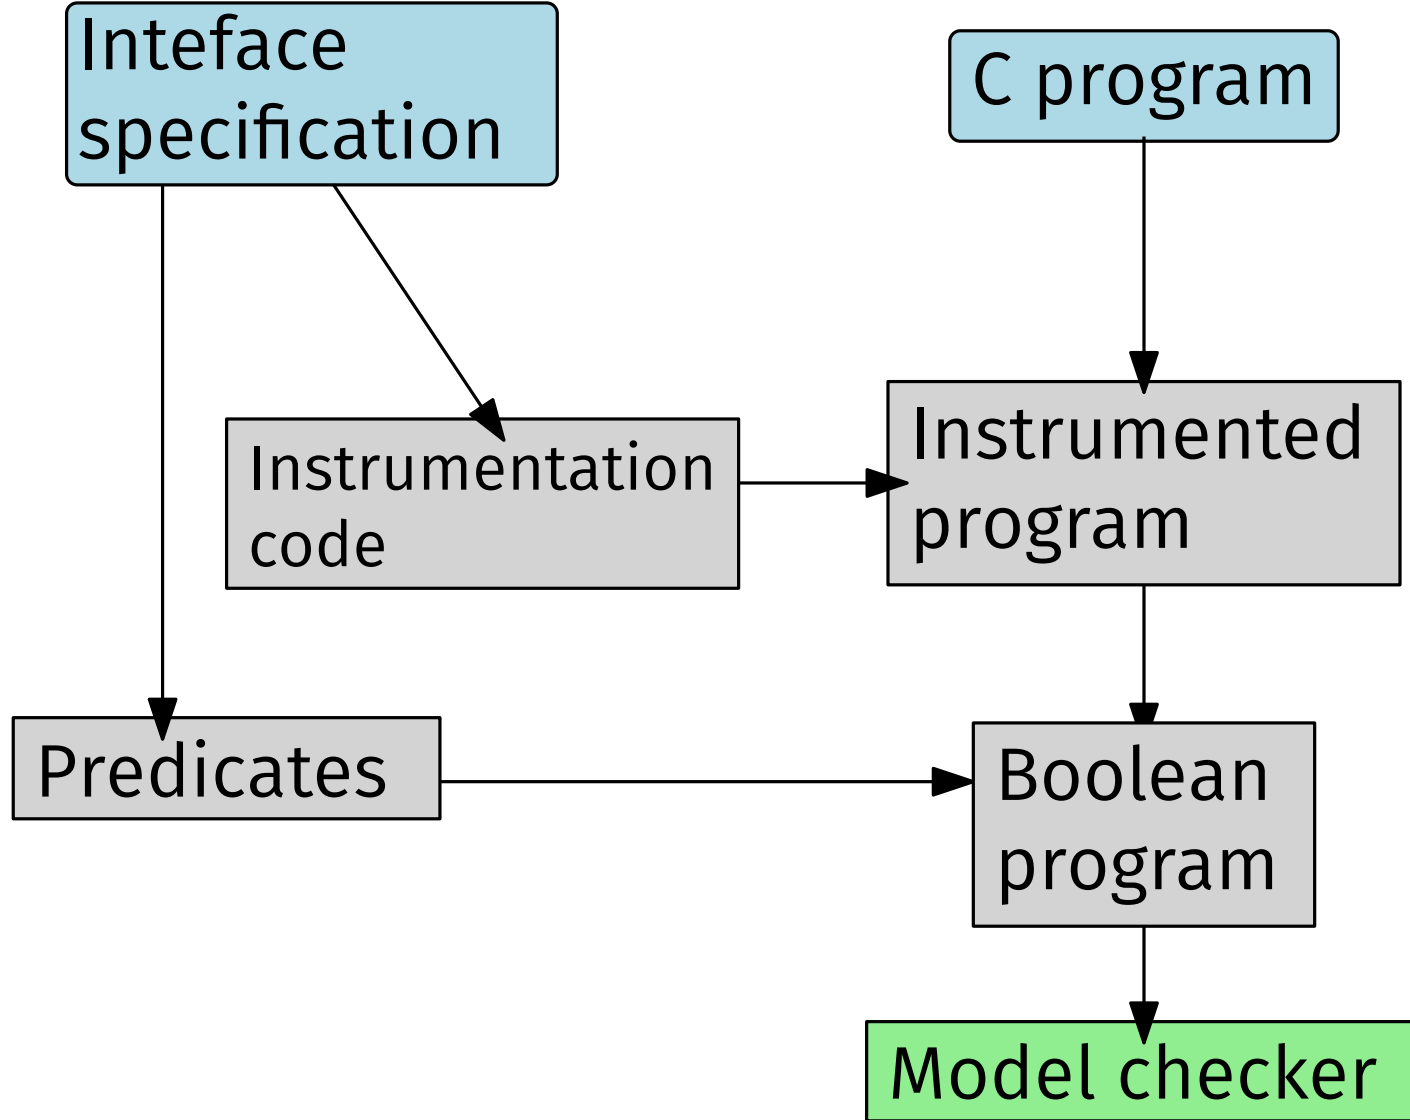 Inteface
specification
C program
Instrumentation
code
Instrumented
program
Predicates
Boolean
program
Model checker